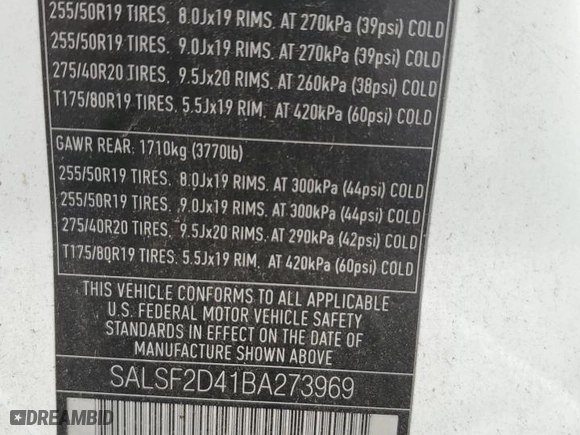 255/50R19 TIRES, 8.0Jx19 RIMS. AT 270kPa (39psi) COLD
255/50R19 TIRES, 9.0Jx19 RIMS, AT 270kPa (39psi) COLD
275/40R20 TIRES, 9.5Jx20 RIMS, AT 260kPa (38psi) COLD
T175/80R19 TIRES, 5.5Jx19 RIM, AT 420kPa (60psi) COLD
GAWR REAR: 1710kg (3770lb)
255/50R19 TIRES, 8.0Jx19 RIMS, AT 300kPa (44psi) COLD
255/50R19 TIRES, 9.0Jx19 RIMS, AT 300kPa (44psi) COLD
275/40R20 TIRES, 9.5Jx20 RIMS, AT 290kPa (42psi) COLD
T175/80R19 TIRES, 5.5Jx19 RIM, AT 420kPa (60psi) COLD
THIS VEHICLE CONFORMS TO ALL APPLICABLE
U.S. FEDERAL MOTOR VEHICLE SAFETY
STANDARDS IN EFFECT ON THE DATE OF
MANUFACTURE SHOWN ABOVE
SALSF2D41BA273969
DREAMBID